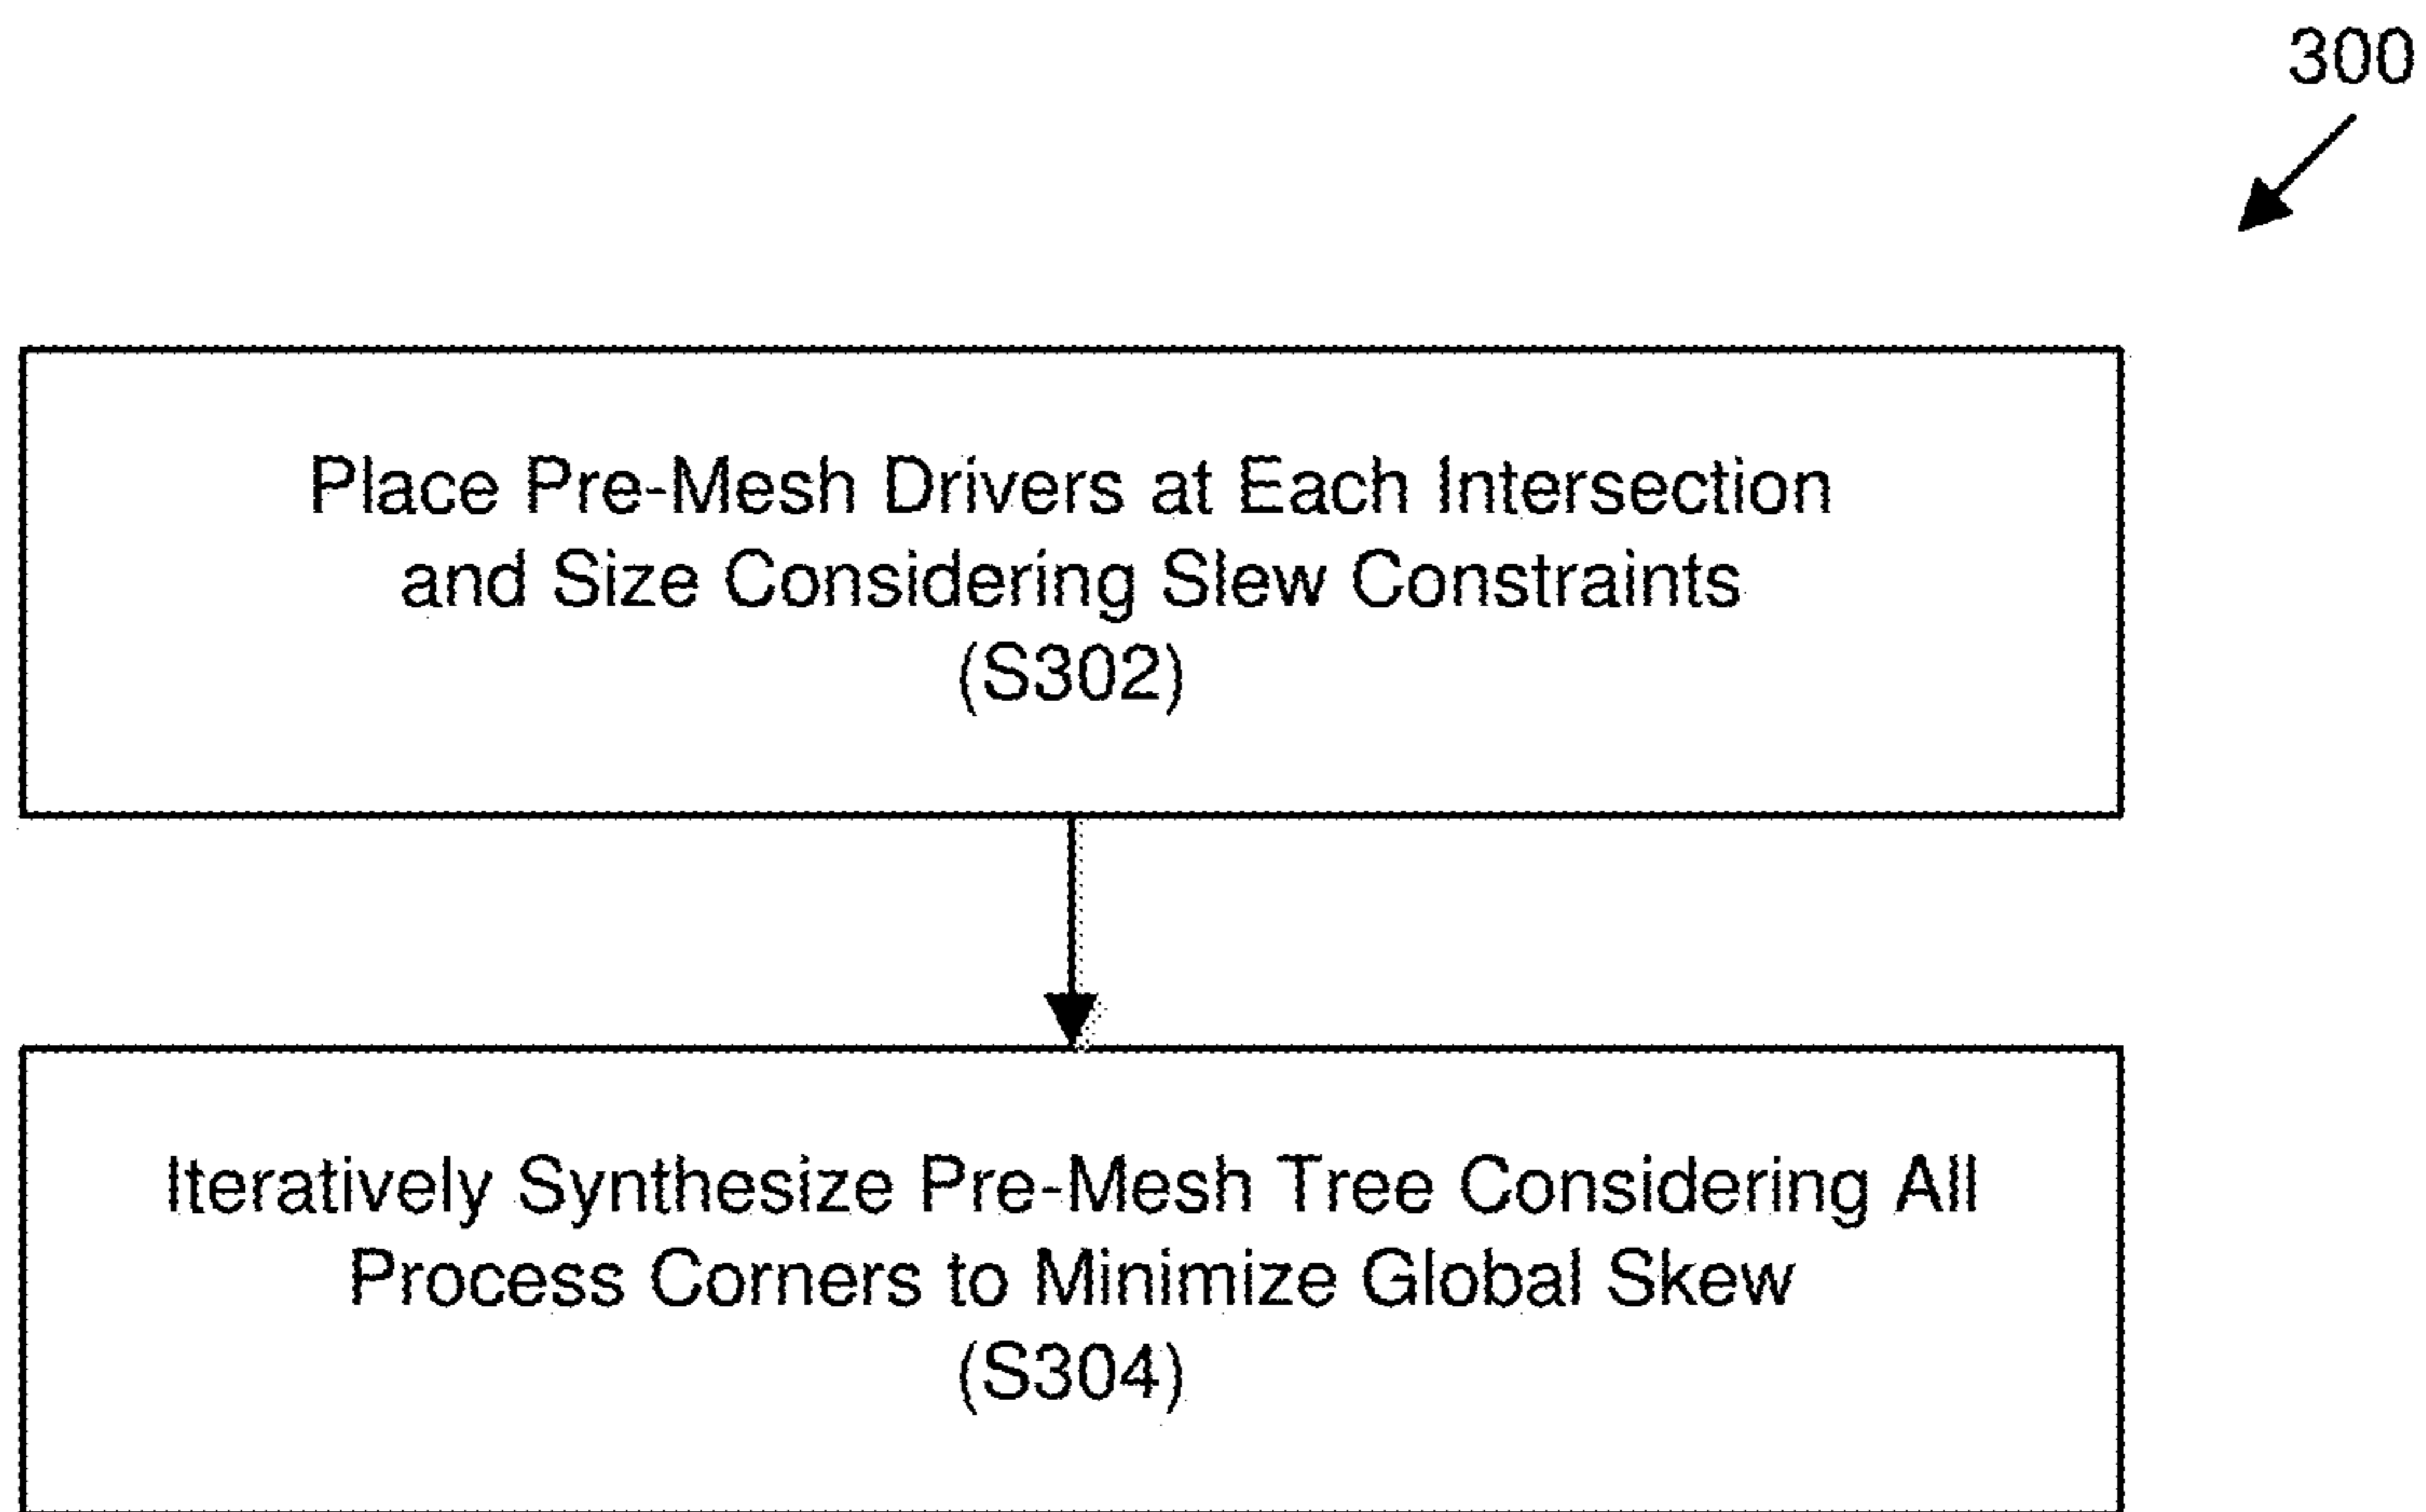 300
Place Pre-Mesh Drivers at Each Intersection
and Size Considering Slew Constraints
(S302)
Iteratively Synthesize Pre-Mesh Tree Considering All
Process Corners to Minimize Global Skew
(S304)